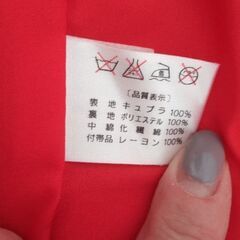 〔品質表示〕
表地 キュプラ 100%
裏地 ポリエステル 100%
中綿 化繊綿 100%
付帯品 レーヨン 100%